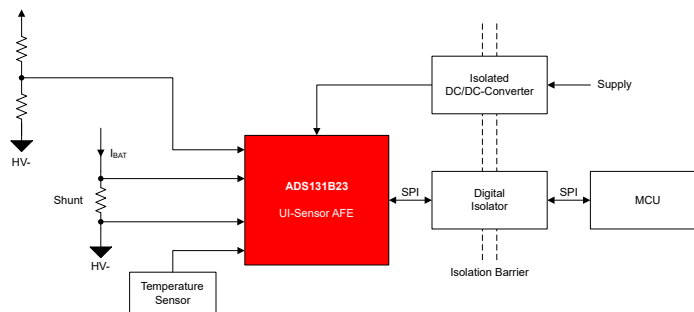 Isolated
DC/DC-Converter
Supply
HV-
IBAT
Shunt
HV-
ADS131B23
UI-Sensor AFE
SPI
Digital
Isolator
SPI
MCU
Temperature
Sensor
Isolation Barrier